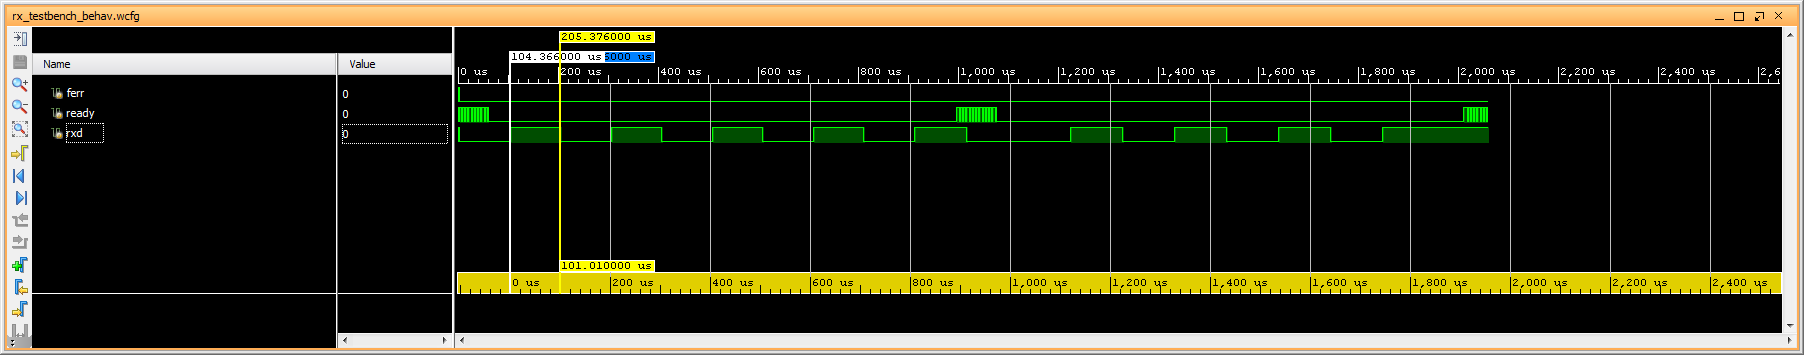 rx_testbench_behav.wcfg
205.376000 us
104.366000 us 5000 us
Name Value
0 us 200 us 400 us 600 us 800 us 1,000 us 1,200 us 1,400 us 1,600 us 1,800 us 2,000 us 2,200 us 2,400 us 2,6
ferr 0
ready 0
rxd 0
101.010000 us
0 us 200 us 400 us 600 us 800 us 1,000 us 1,200 us 1,400 us 1,600 us 1,800 us 2,000 us 2,200 us 2,400 us